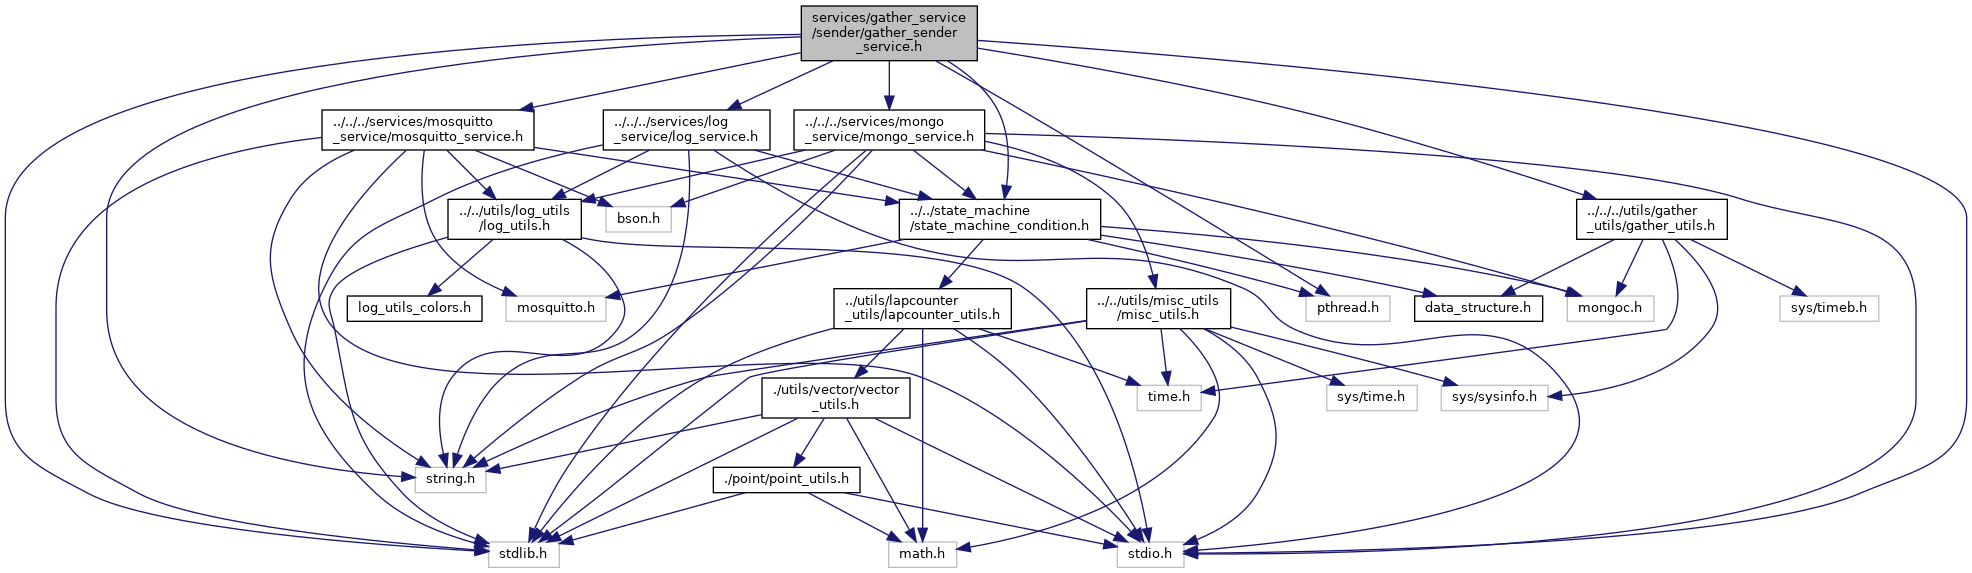 services/gather_service
/sender/gather_sender
_service.h
../../../services/mosquitto
_service/mosquitto_service.h
../../../services/log
_service/log_service.h
../../../services/mongo
_service/mongo_service.h
../../utils/log_utils
/log_utils.h
bson.h
../../state_machine
/state_machine_condition.h
../../../utils/gather
_utils/gather_utils.h
log_utils_colors.h
mosquitto.h
../utils/lapcounter
_utils/lapcounter_utils.h
../../utils/misc_utils
/misc_utils.h
pthread.h
data_structure.h
mongoc.h
sys/timeb.h
./utils/vector/vector
_utils.h
time.h
sys/time.h
sys/sysinfo.h
string.h
./point/point_utils.h
stdlib.h
math.h
stdio.h